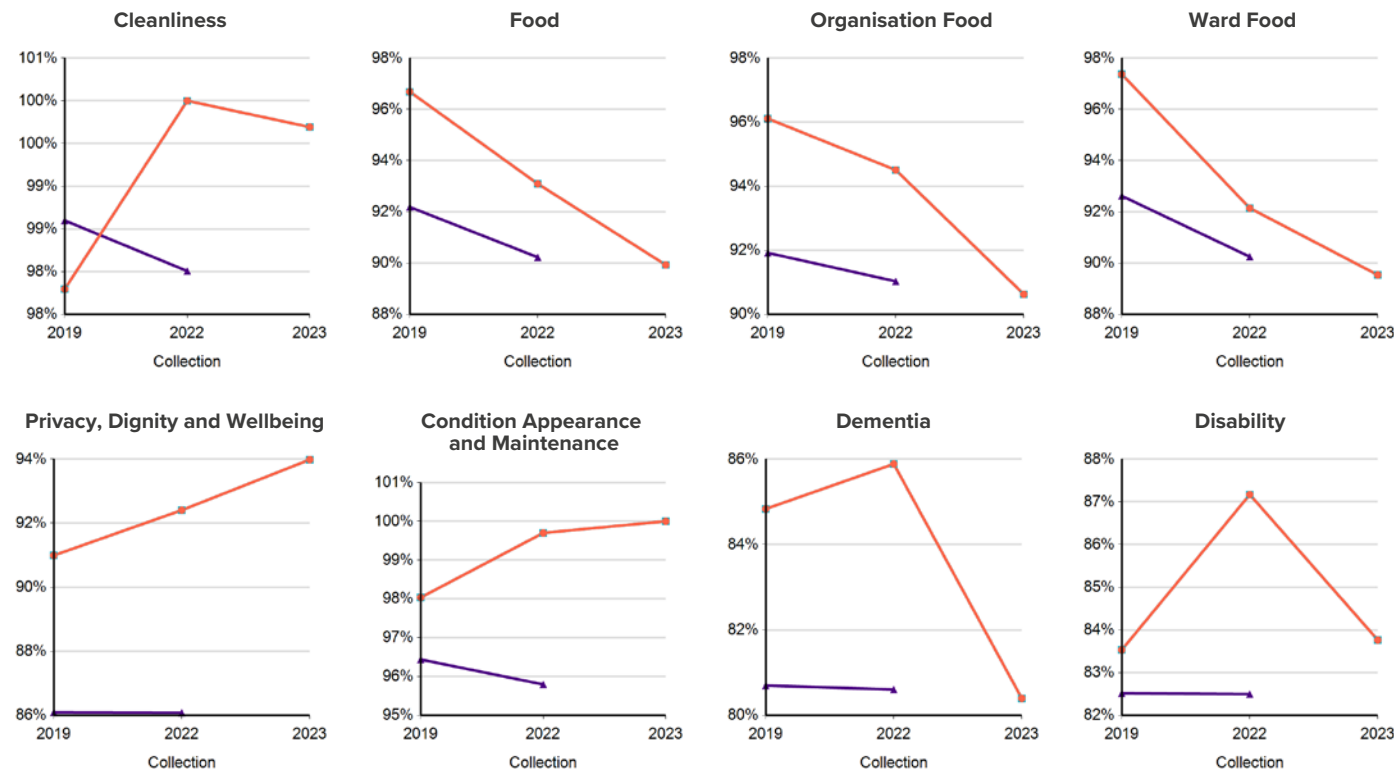 Cleanliness
101%
100%
100%
99%
99%
98%
98%
2019 2022 2023
Collection
Food
98%
96%
94%
92%
90%
88%
2019 2022 2023
Collection
Organisation Food
98%
96%
94%
92%
90%
2019 2022 2023
Collection
Ward Food
98%
96%
94%
92%
90%
88%
2019 2022 2023
Collection
Privacy, Dignity and Wellbeing
94%
92%
90%
88%
86%
2019 2022 2023
Collection
Condition Appearance
and Maintenance
101%
100%
99%
98%
97%
96%
95%
2019 2022 2023
Collection
Dementia
86%
84%
82%
80%
2019 2022 2023
Collection
Disability
88%
87%
86%
85%
84%
83%
82%
2019 2022 2023
Collection